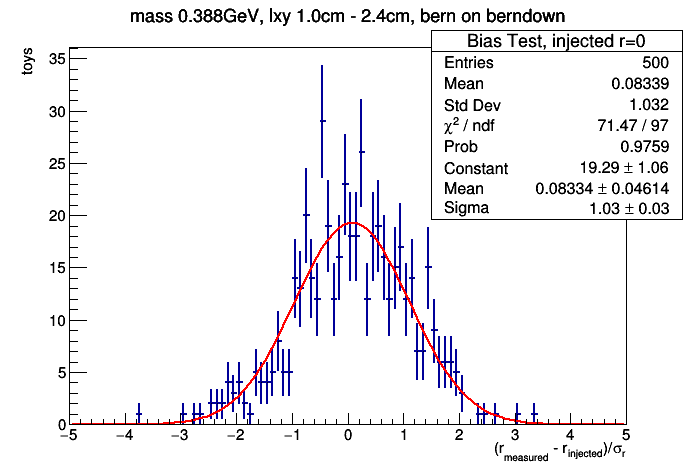 mass 0.388GeV, lxy 1.0cm - 2.4cm, bern on berndown
toys
Bias Test, injected r=0
Entries 500
Mean 0.08339
Std Dev 1.032
χ² / ndf 71.47 / 97
Prob 0.9759
Constant 19.29 ± 1.06
Mean 0.08334 ± 0.04614
Sigma 1.03 ± 0.03
35
30
25
20
15
10
5
0
−5 −4 −3 −2 −1 0 1 2 3 4 5
(r_measured - r_injected)/σ_r